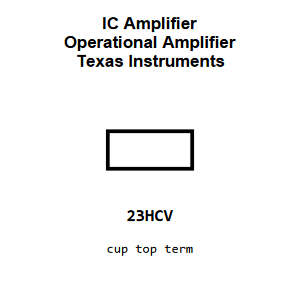 IC Amplifier
Operational Amplifier
Texas Instruments
23HCV
cup top term